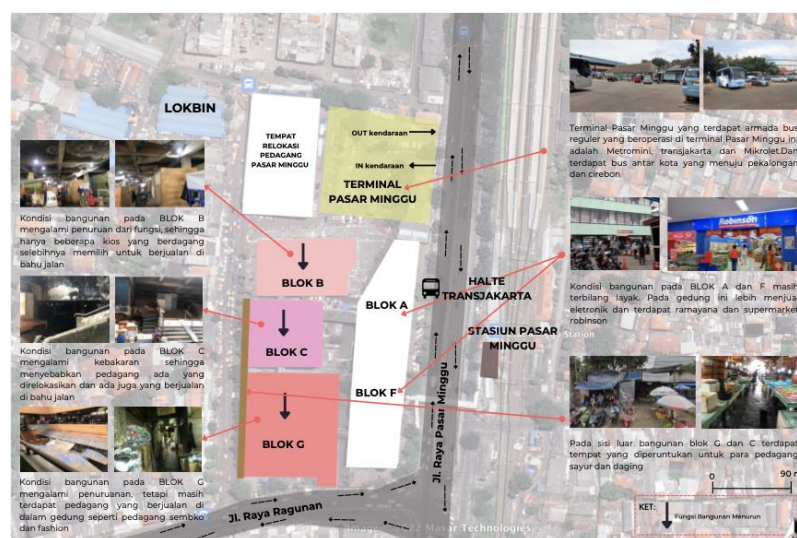 LOKBIN
TEMPAT
RELOKASI
PEDAGANG
PASAR MINGGU
OUT kendaraan
IN kendaraan
TERMINAL
PASAR MINGGU
Terminal Pasar Minggu yang terdapat armada bus
reguler yang beroperasi di terminal Pasar Minggu ini
adalah Metromini, transjakarta dan Mikrolet.Dan
terdapat bus antar kota yang menuju pekalongan
dan cirebon
Kondisi bangunan pada BLOK B
mengalami penuruan dari fungsi, sehingga
hanya beberapa kios yang berdagang
selebihnya memilih untuk berjualan di
bahu jalan
BLOK B
BLOK A
HALTE
TRANSJAKARTA
Robinson
Kondisi bangunan pada BLOK A dan F masih
terbilang layak. Pada gedung ini lebih menjual
eletronik dan terdapat ramayana dan supermarket
robinson
BLOK C
STASIUN PASAR
MINGGU
Station
Kondisi bangunan pada BLOK C
mengalami kebakaran sehingga
menyebabkan pedagang ada yang
direlokasikan dan ada juga yang berjualan
di bahu jalan
BLOK F
Jl. Raya Pasar Minggu
BLOK G
Pada sisi luar bangunan blok G dan C terdapat
tempat yang diperuntukan untuk para pedagang
sayur dan daging
Kondisi bangunan pada BLOK G
mengalami penuruanan, tetapi masih
terdapat pedagang yang berjualan di
dalam gedung seperti pedagang sembko
dan fashion
0 90 m
KET:
Fungsi Bangunan Menurun
Jl. Raya Ragunan
Technologies